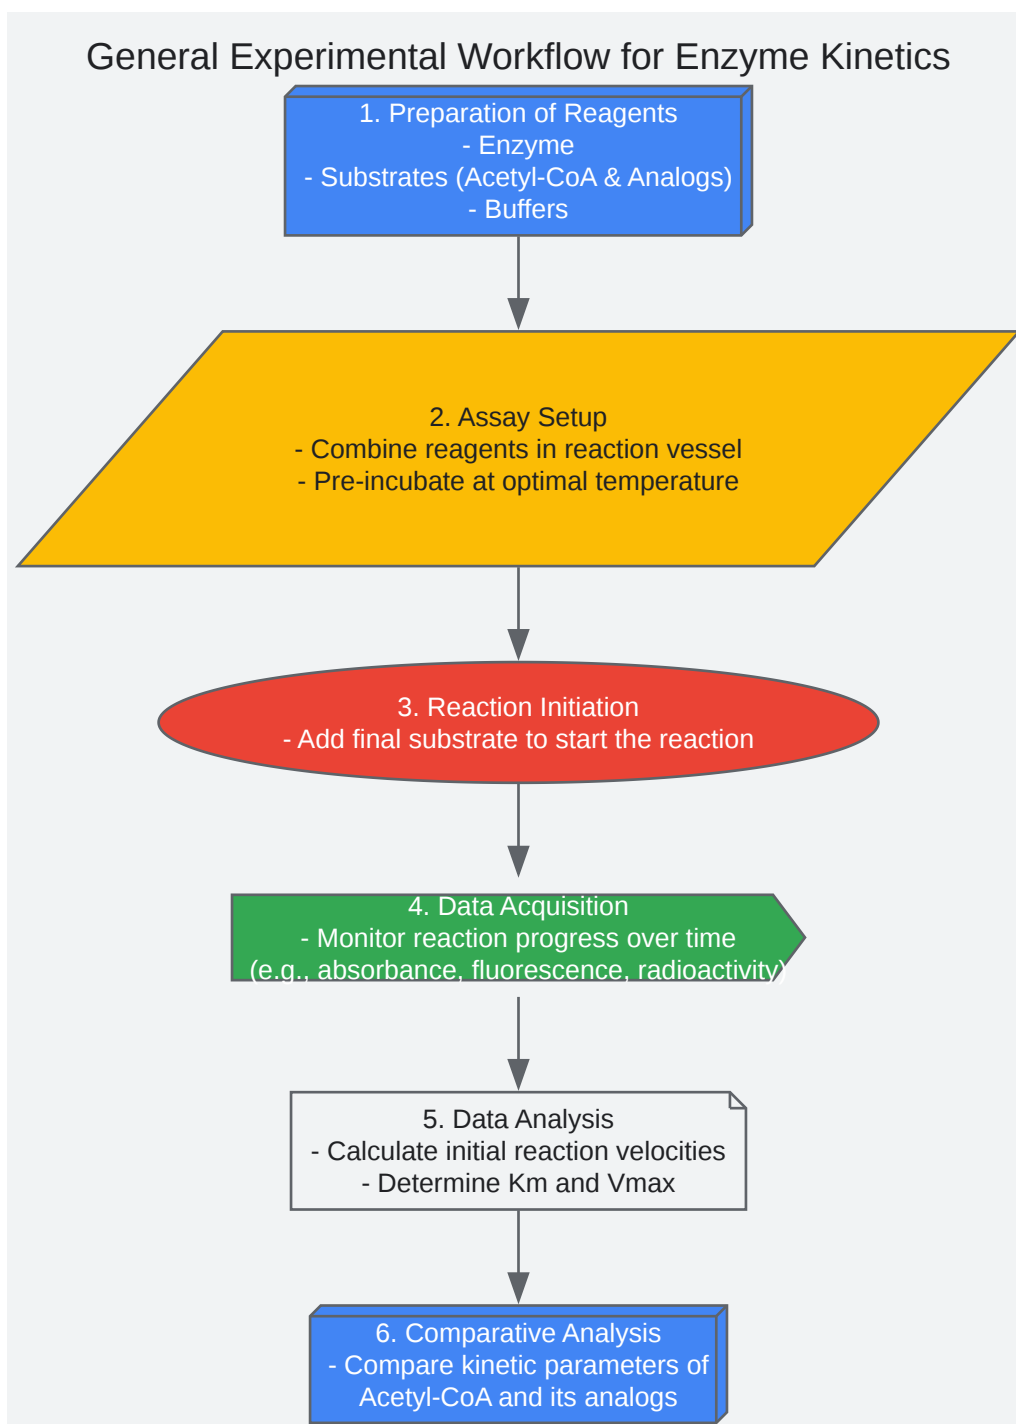 General Experimental Workflow for Enzyme Kinetics
1. Preparation of Reagents
- Enzyme
- Substrates (Acetyl-CoA & Analogs)
- Buffers
2. Assay Setup
- Combine reagents in reaction vessel
- Pre-incubate at optimal temperature
3. Reaction Initiation
- Add final substrate to start the reaction
4. Data Acquisition
- Monitor reaction progress over time
(e.g., absorbance, fluorescence, radioactivity)
5. Data Analysis
- Calculate initial reaction velocities
- Determine Km and Vmax
6. Comparative Analysis
- Compare kinetic parameters of
Acetyl-CoA and its analogs